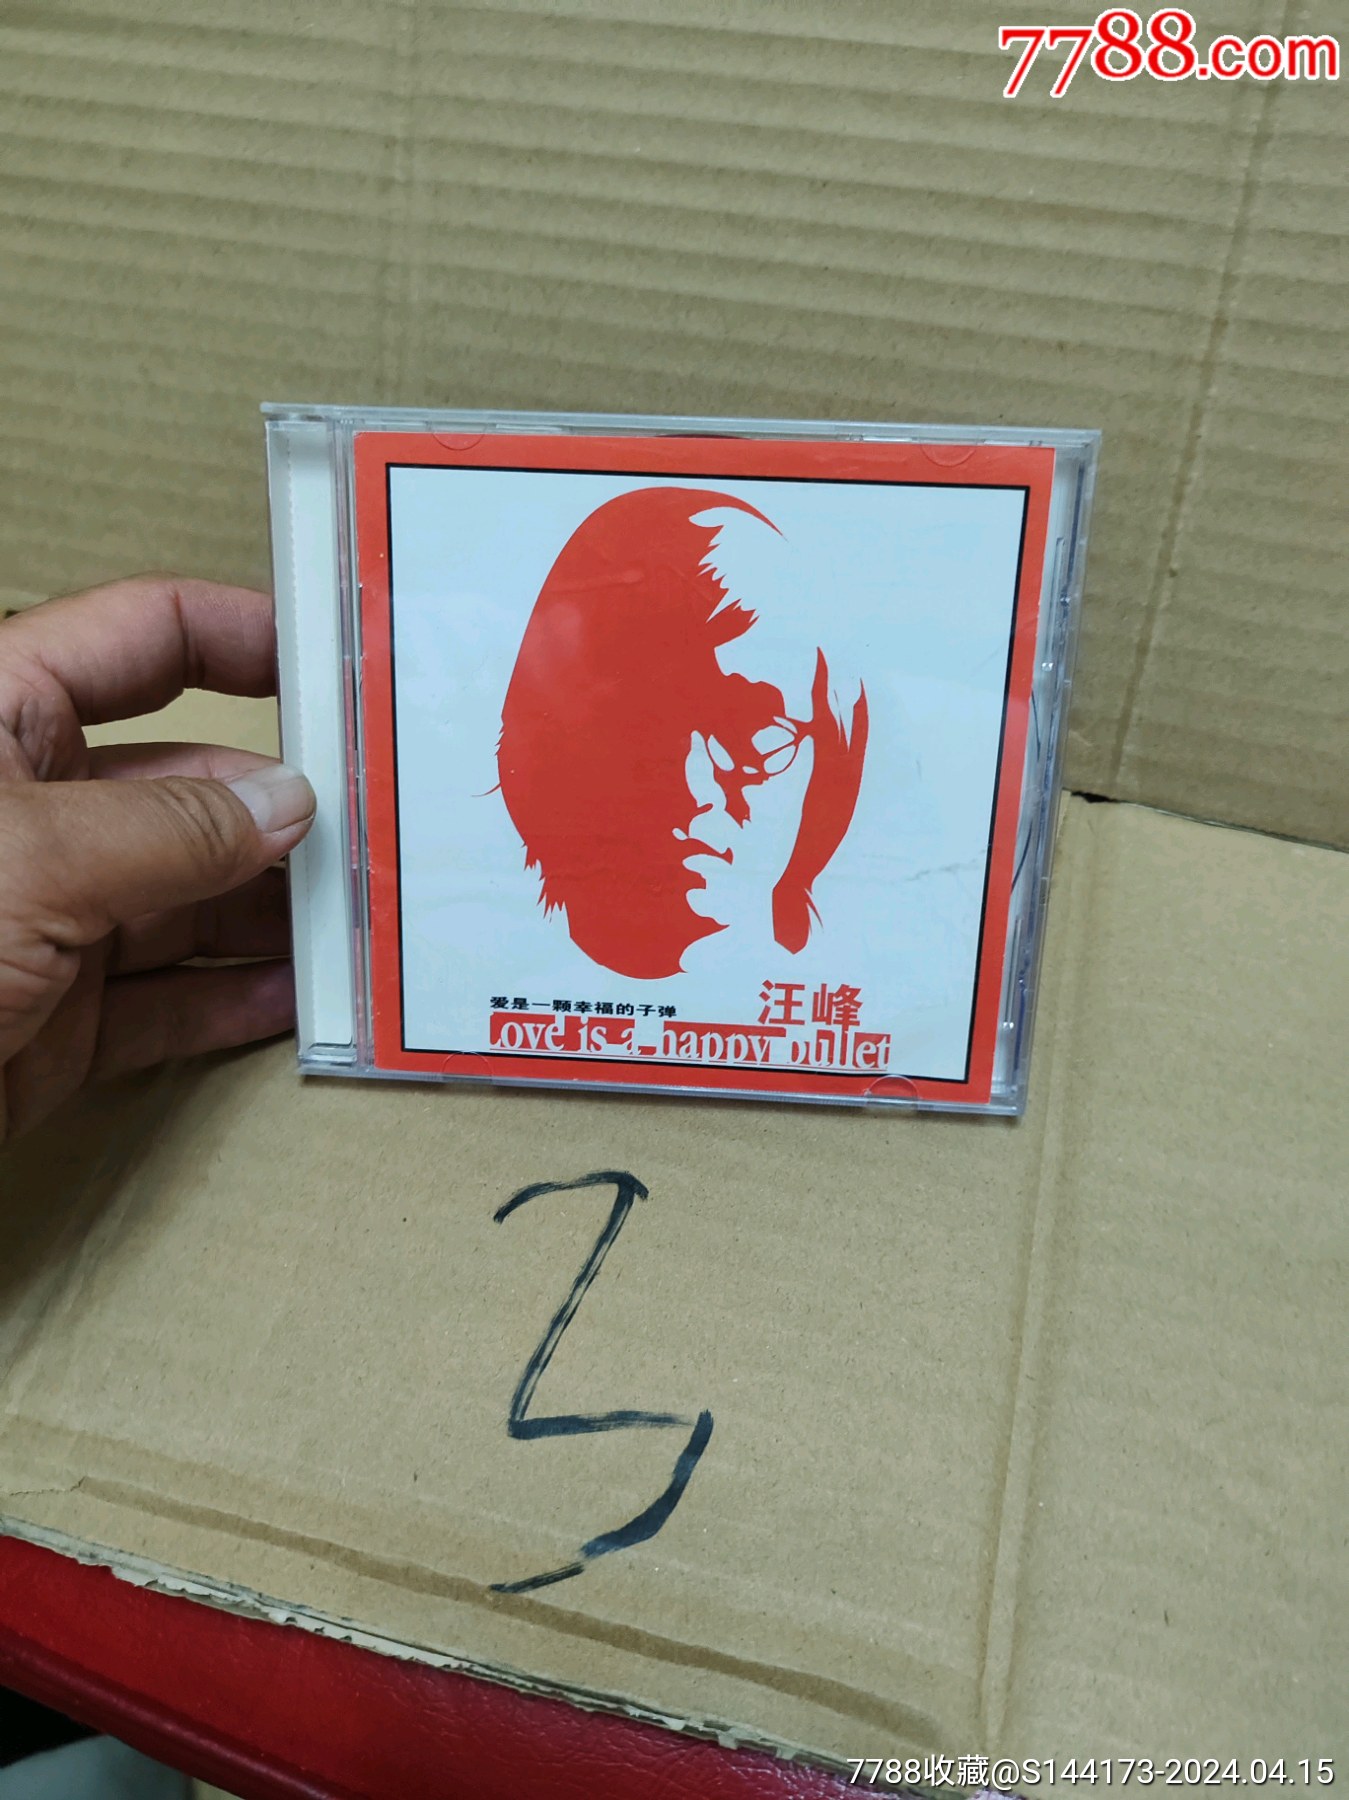 7788.com
爱是一颗幸福的子弹
汪峰
Love is a happy bullet
3
7788收藏@S144173-2024.04.15